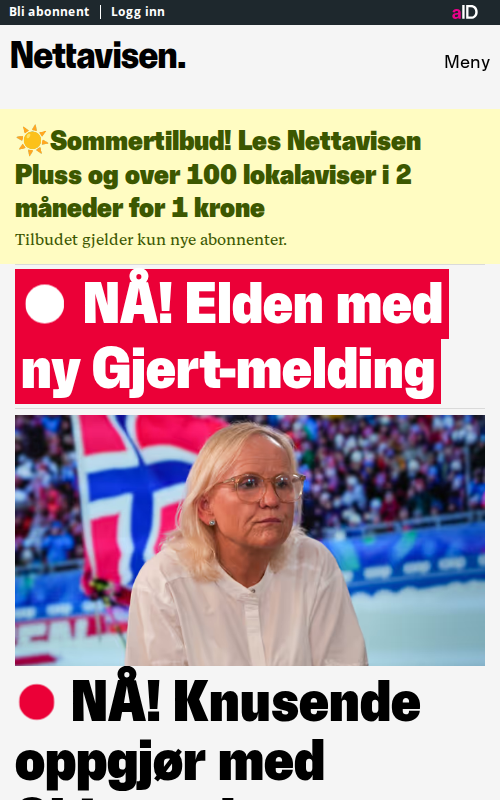 Bli abonnent | Logg inn
aID
Nettavisen.
Meny
☀️Sommertilbud! Les Nettavisen
Pluss og over 100 lokalaviser i 2
måneder for 1 krone
Tilbudet gjelder kun nye abonnenter.
NÅ! Elden med
ny Gjert-melding
NÅ! Knusende
oppgjør med